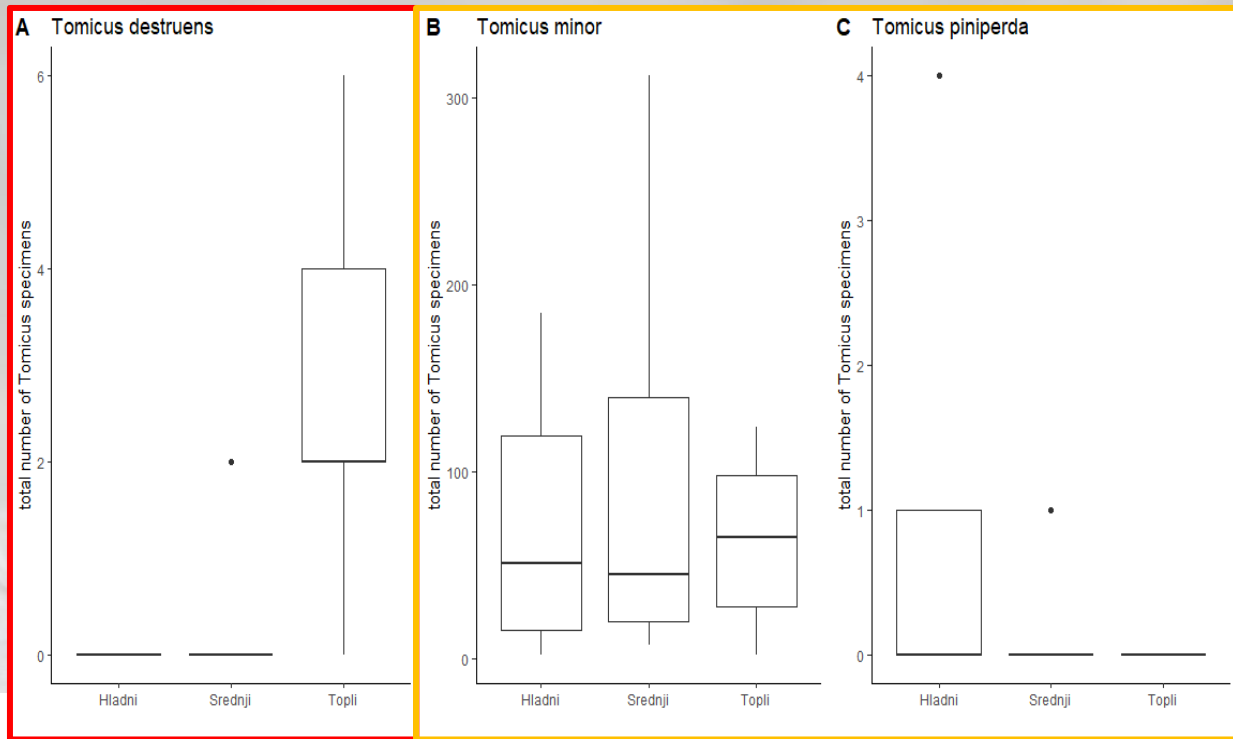 A Tomicus destruens
total number of Tomicus specimens
6
4
2
0
Hladni Srednji Topli
B Tomicus minor
total number of Tomicus specimens
300
200
100
0
Hladni Srednji Topli
C Tomicus piniperda
total number of Tomicus specimens
4
3
2
1
0
Hladni Srednji Topli